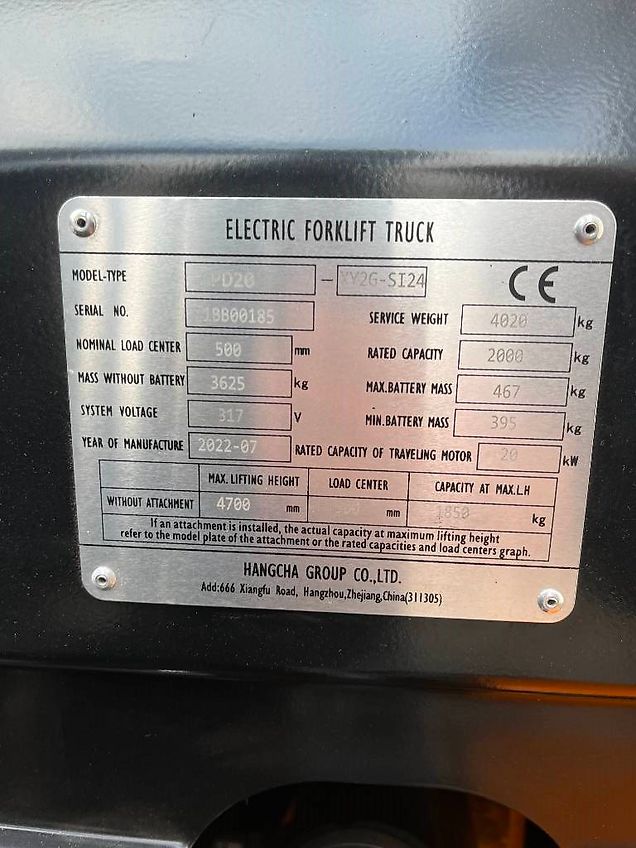 ELECTRIC FORKLIFT TRUCK
MODEL-TYPE PD20 - XY2G-SI24 CE
SERIAL NO. 1BB00185 SERVICE WEIGHT 4020 kg
NOMINAL LOAD CENTER 500 mm RATED CAPACITY 2000 kg
MASS WITHOUT BATTERY 3625 kg MAX.BATTERY MASS 467 kg
SYSTEM VOLTAGE 317 V MIN.BATTERY MASS 395 kg
YEAR OF MANUFACTURE 2022-07 RATED CAPACITY OF TRAVELING MOTOR 20 kW
MAX. LIFTING HEIGHT LOAD CENTER CAPACITY AT MAX.L.H
WITHOUT ATTACHMENT 4700 mm mm 1850 kg
If an attachment is installed, the actual capacity at maximum lifting height
refer to the model plate of the attachment or the rated capacities and load centers graph.
HANGCHA GROUP CO.,LTD.
Add:666 Xiangfu Road, Hangzhou,Zhejiang,China(311305)